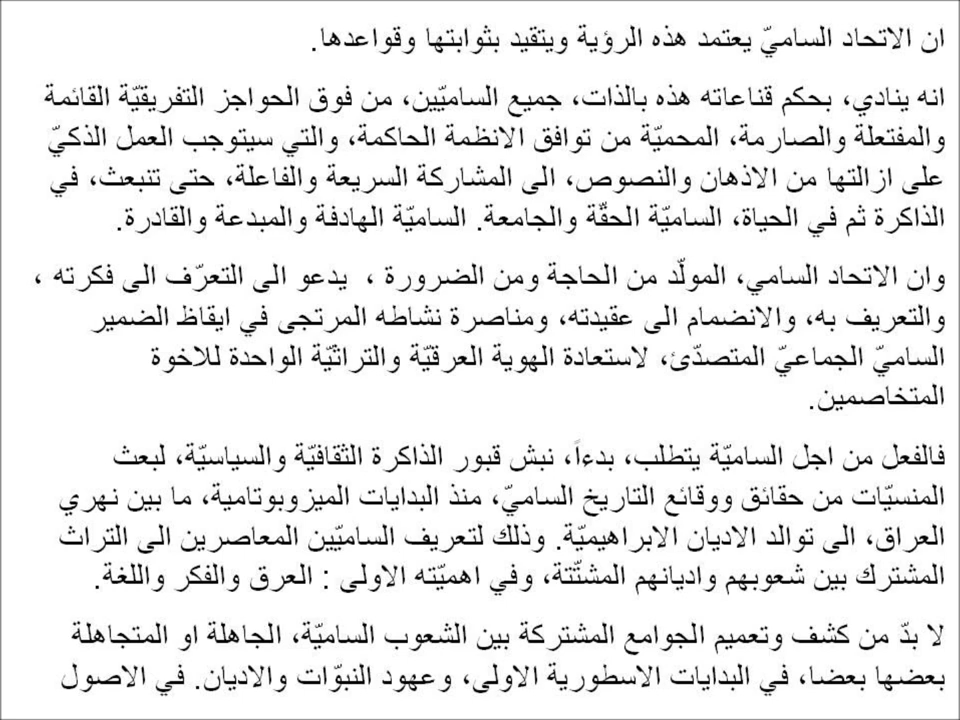 ان الاتحاد الساميّ يعتمد هذه الرؤية ويتقيد بثوابتها وقواعدها.
انه ينادي، بحكم قناعاته هذه بالذات، جميع الساميّين، من فوق الحواجز التفريقيّة القائمة
والمفتعلة والصارمة، المحميّة من توافق الانظمة الحاكمة، والتي سيتوجب العمل الذكيّ
على ازالتها من الاذهان والنصوص، الى المشاركة السريعة والفاعلة، حتى تنبعث، في
الذاكرة ثم في الحياة، الساميّة الحقّة والجامعة. الساميّة الهادفة والمبدعة والقادرة.
وان الاتحاد السامي، المولّد من الحاجة ومن الضرورة ، يدعو الى التعرّف الى فكرته ،
والتعريف به، والانضمام الى عقيدته، ومناصرة نشاطه المرتجى في ايقاظ الضمير
الساميّ الجماعيّ المتصدّئ، لاستعادة الهوية العرقيّة والتراثيّة الواحدة للاخوة
المتخاصمين.
فالفعل من اجل الساميّة يتطلب، بدءاً، نبش قبور الذاكرة الثقافيّة والسياسيّة، لبعث
المنسيّات من حقائق ووقائع التاريخ الساميّ، منذ البدايات الميزوبوتامية، ما بين نهري
العراق، الى توالد الاديان الابراهيميّة. وذلك لتعريف الساميّين المعاصرين الى التراث
المشترك بين شعوبهم واديانهم المشتّتة، وفي اهميّته الاولى : العرق والفكر واللغة.
لا بدّ من كشف وتعميم الجوامع المشتركة بين الشعوب الساميّة، الجاهلة او المتجاهلة
بعضها بعضا، في البدايات الاسطورية الاولى، وعهود النبوّات والاديان. في الاصول